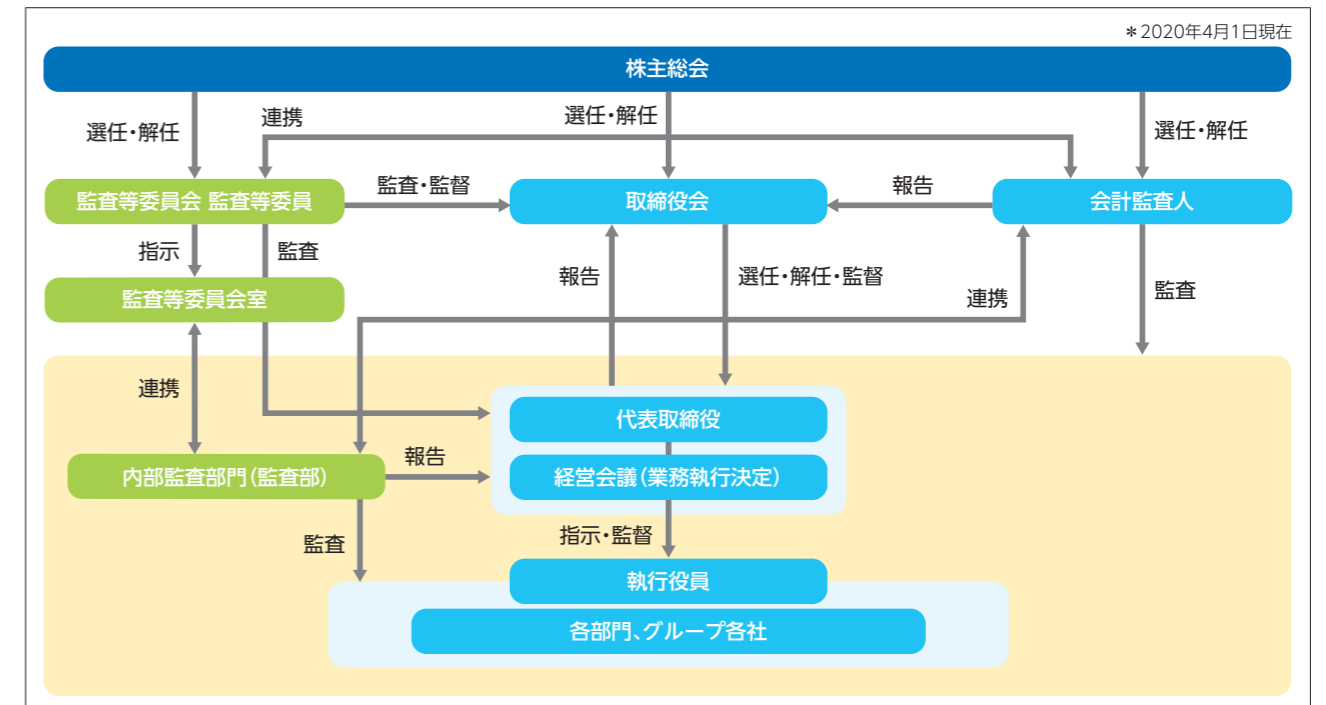 ＊2020年4月1日現在
株主総会
選任・解任
連携
選任・解任
選任・解任
監査等委員会 監査等委員
監査・監督
取締役会
報告
会計監査人
指示
監査
報告
選任・解任・監督
連携
監査
監査等委員会室
連携
代表取締役
内部監査部門（監査部）
報告
経営会議（業務執行決定）
監査
指示・監督
執行役員
各部門、グループ各社